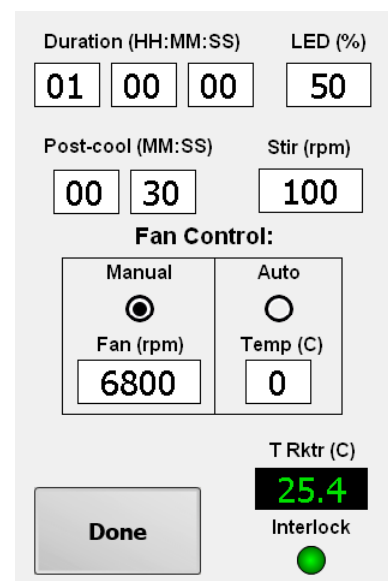 Duration (HH:MM:SS) LED (%)
01 00 00 50
Post-cool (MM:SS) Stir (rpm)
00 30 100
Fan Control:
Manual Auto
Fan (rpm) Temp (C)
6800 0
T Rktr (C)
25.4
Done Interlock